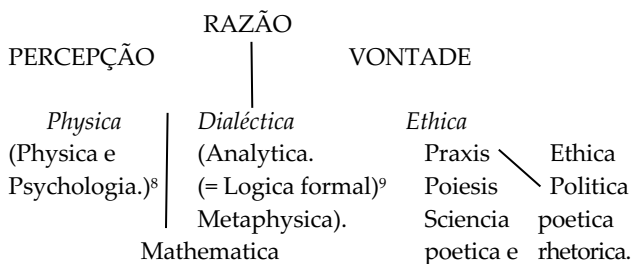 RAZÃO
PERCEPÇÃO VONTADE
Physica Dialéctica Ethica
(Physica e (Analytica. Praxis Ethica
Psychologia.)⁸ (= Logica formal)⁹ Poiesis Politica
Metaphysica). Sciencia poetica
Mathematica poetica e rhetorica.